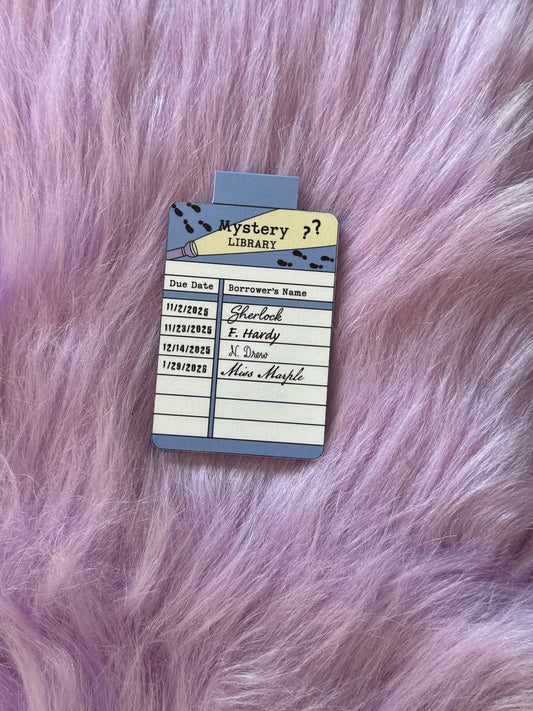 Mystery ??
LIBRARY
Due Date Borrower's Name
11/2/2025 Sherlock
11/23/2025 F. Hardy
12/14/2025 N. Drew
1/29/2026 Miss Marple